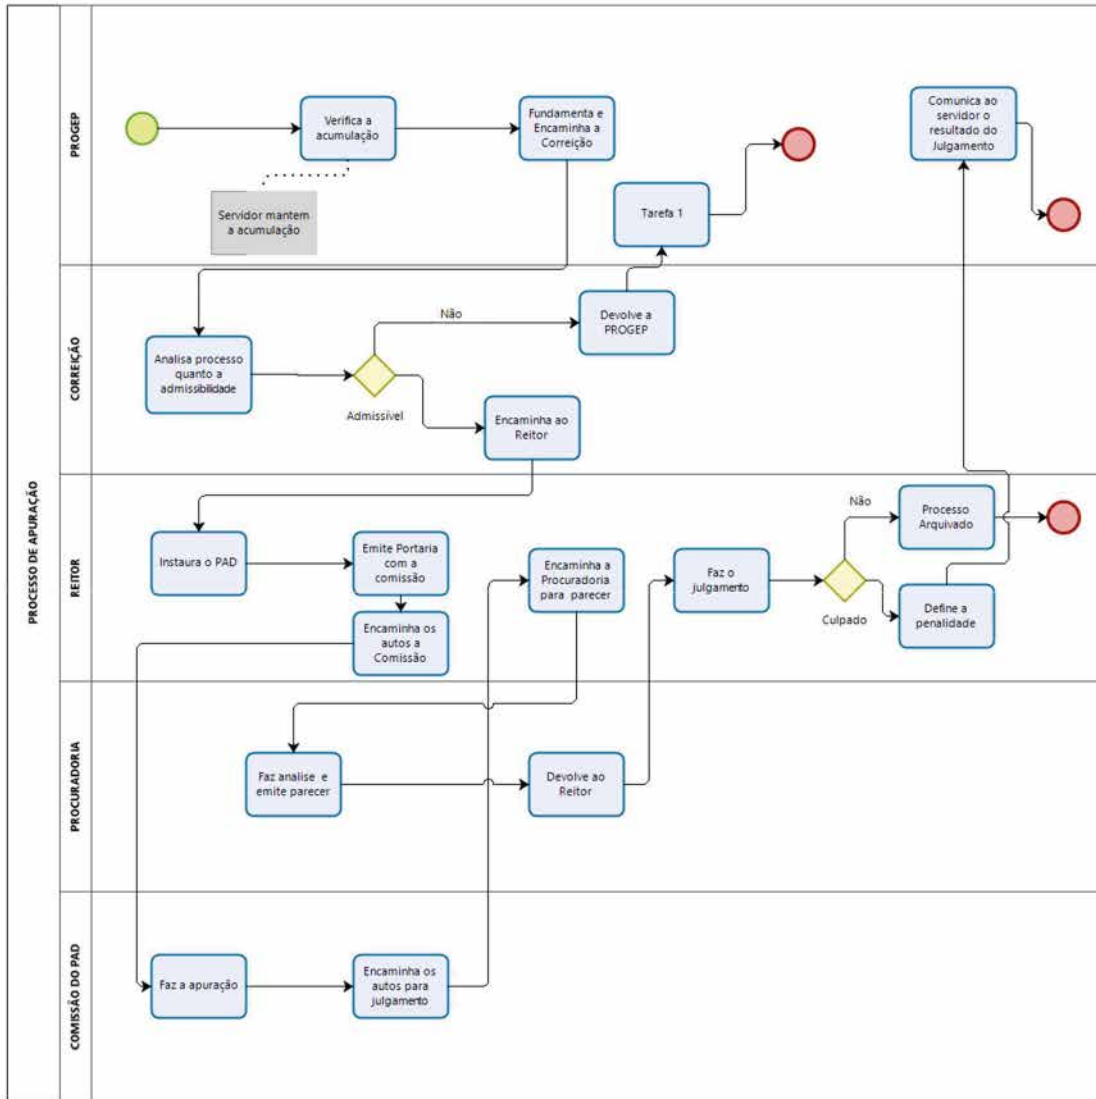 PROCESSO DE APURAÇÃO
PROGEP
Verifica a
acumulação
Fundamenta e
Encaminha a
Correição
Comunica ao
servidor o
resultado do
Julgamento
Servidor mantem
a acumulação
Tarefa 1
CORREIÇÃO
Analisa processo
quanto a
admissibilidade
Não
Admissível
Devolve a
PROGEP
Encaminha ao
Reitor
REITOR
Instaura o PAD
Emite Portaria
com a
comissão
Encaminha os
autos a
Comissão
Encaminha a
Procuradoria
para parecer
Faz o
julgamento
Não
Culpado
Processo
Arquivado
Define a
penalidade
PROCURADORIA
Faz analise e
emite parecer
Devolve ao
Reitor
COMISSÃO DO PAD
Faz a apuração
Encaminha os
autos para
julgamento